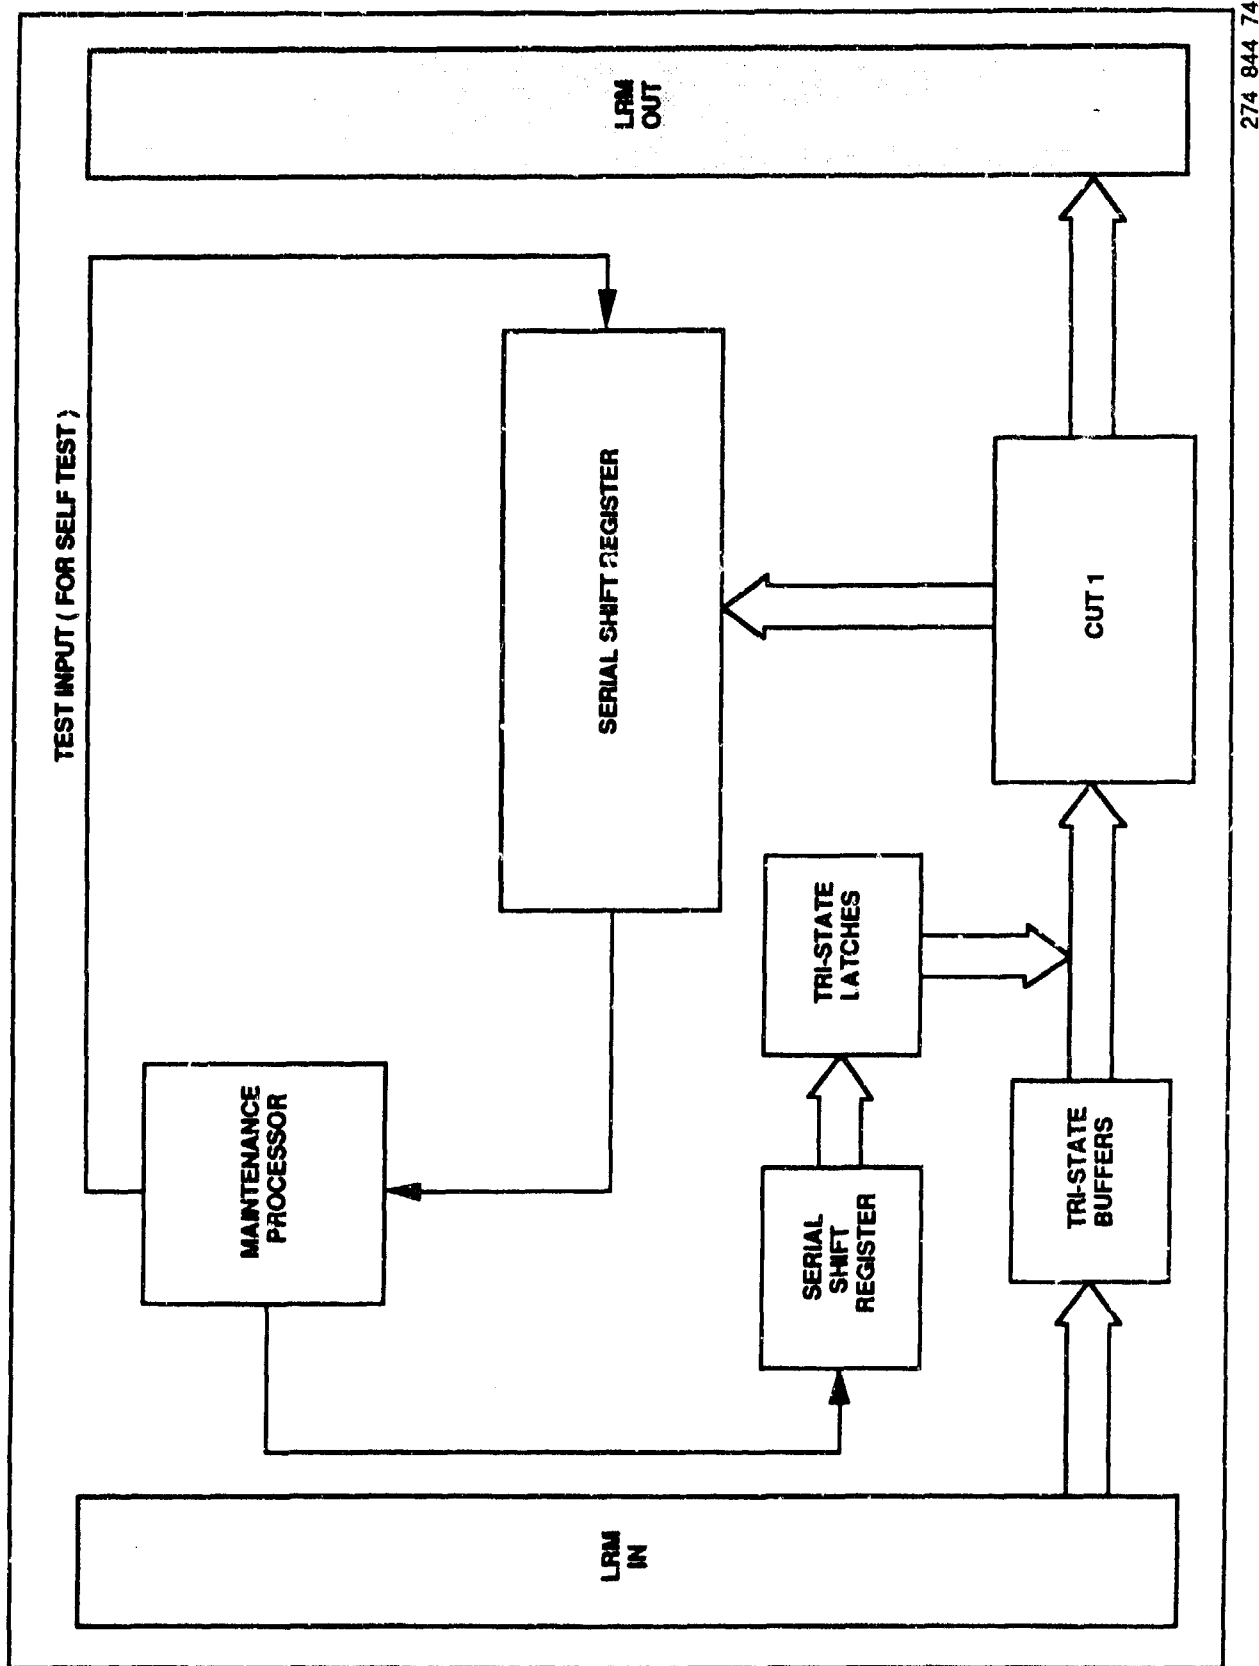 TEST INPUT ( FOR SELF TEST )
MAINTENANCE
PROCESSOR
SERIAL SHIFT REGISTER
LRM
IN
LRM
OUT
SERIAL
SHIFT
REGISTER
TRI-STATE
LATCHES
TRI-STATE
BUFFERS
CUT 1
274 844 74